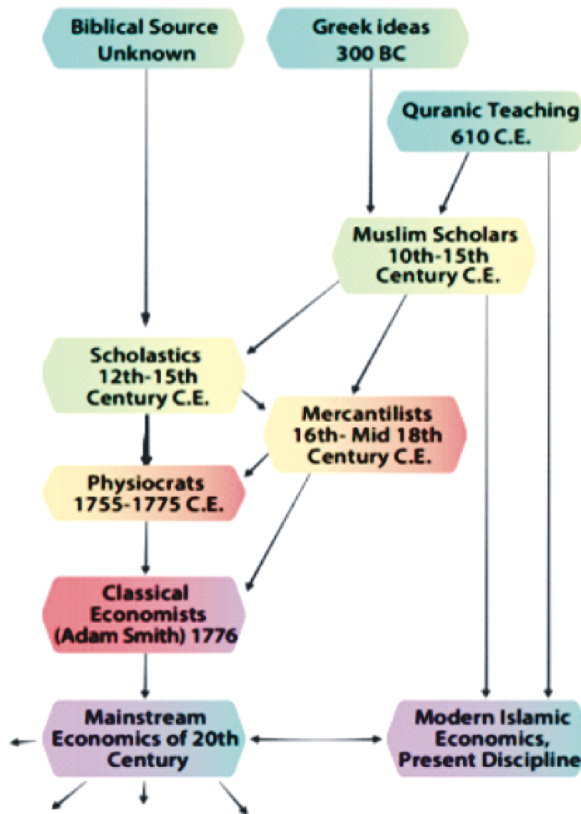 Biblical Source
Unknown
Greek ideas
300 BC
Quranic Teaching
610 C.E.
Muslim Scholars
10th-15th
Century C.E.
Scholastics
12th-15th
Century C.E.
Mercantilists
16th- Mid 18th
Century C.E.
Physiocrats
1755-1775 C.E.
Classical
Economists
(Adam Smith) 1776
Mainstream
Economics of 20th
Century
Modern Islamic
Economics,
Present Discipline